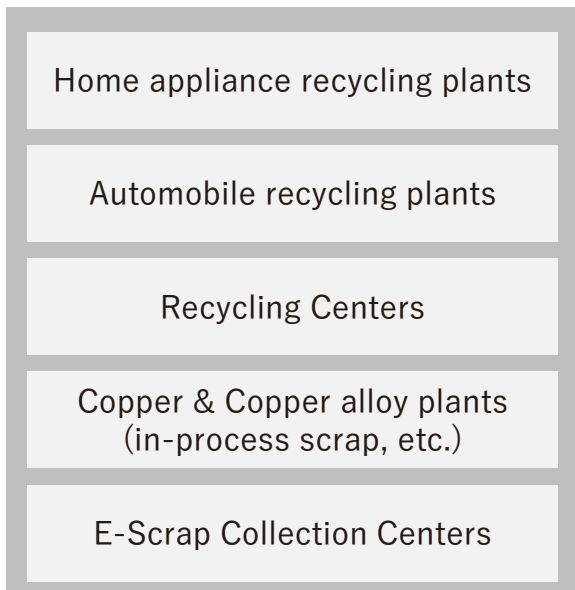 Home appliance recycling plants
Automobile recycling plants
Recycling Centers
Copper & Copper alloy plants
(in-process scrap, etc.)
E-Scrap Collection Centers